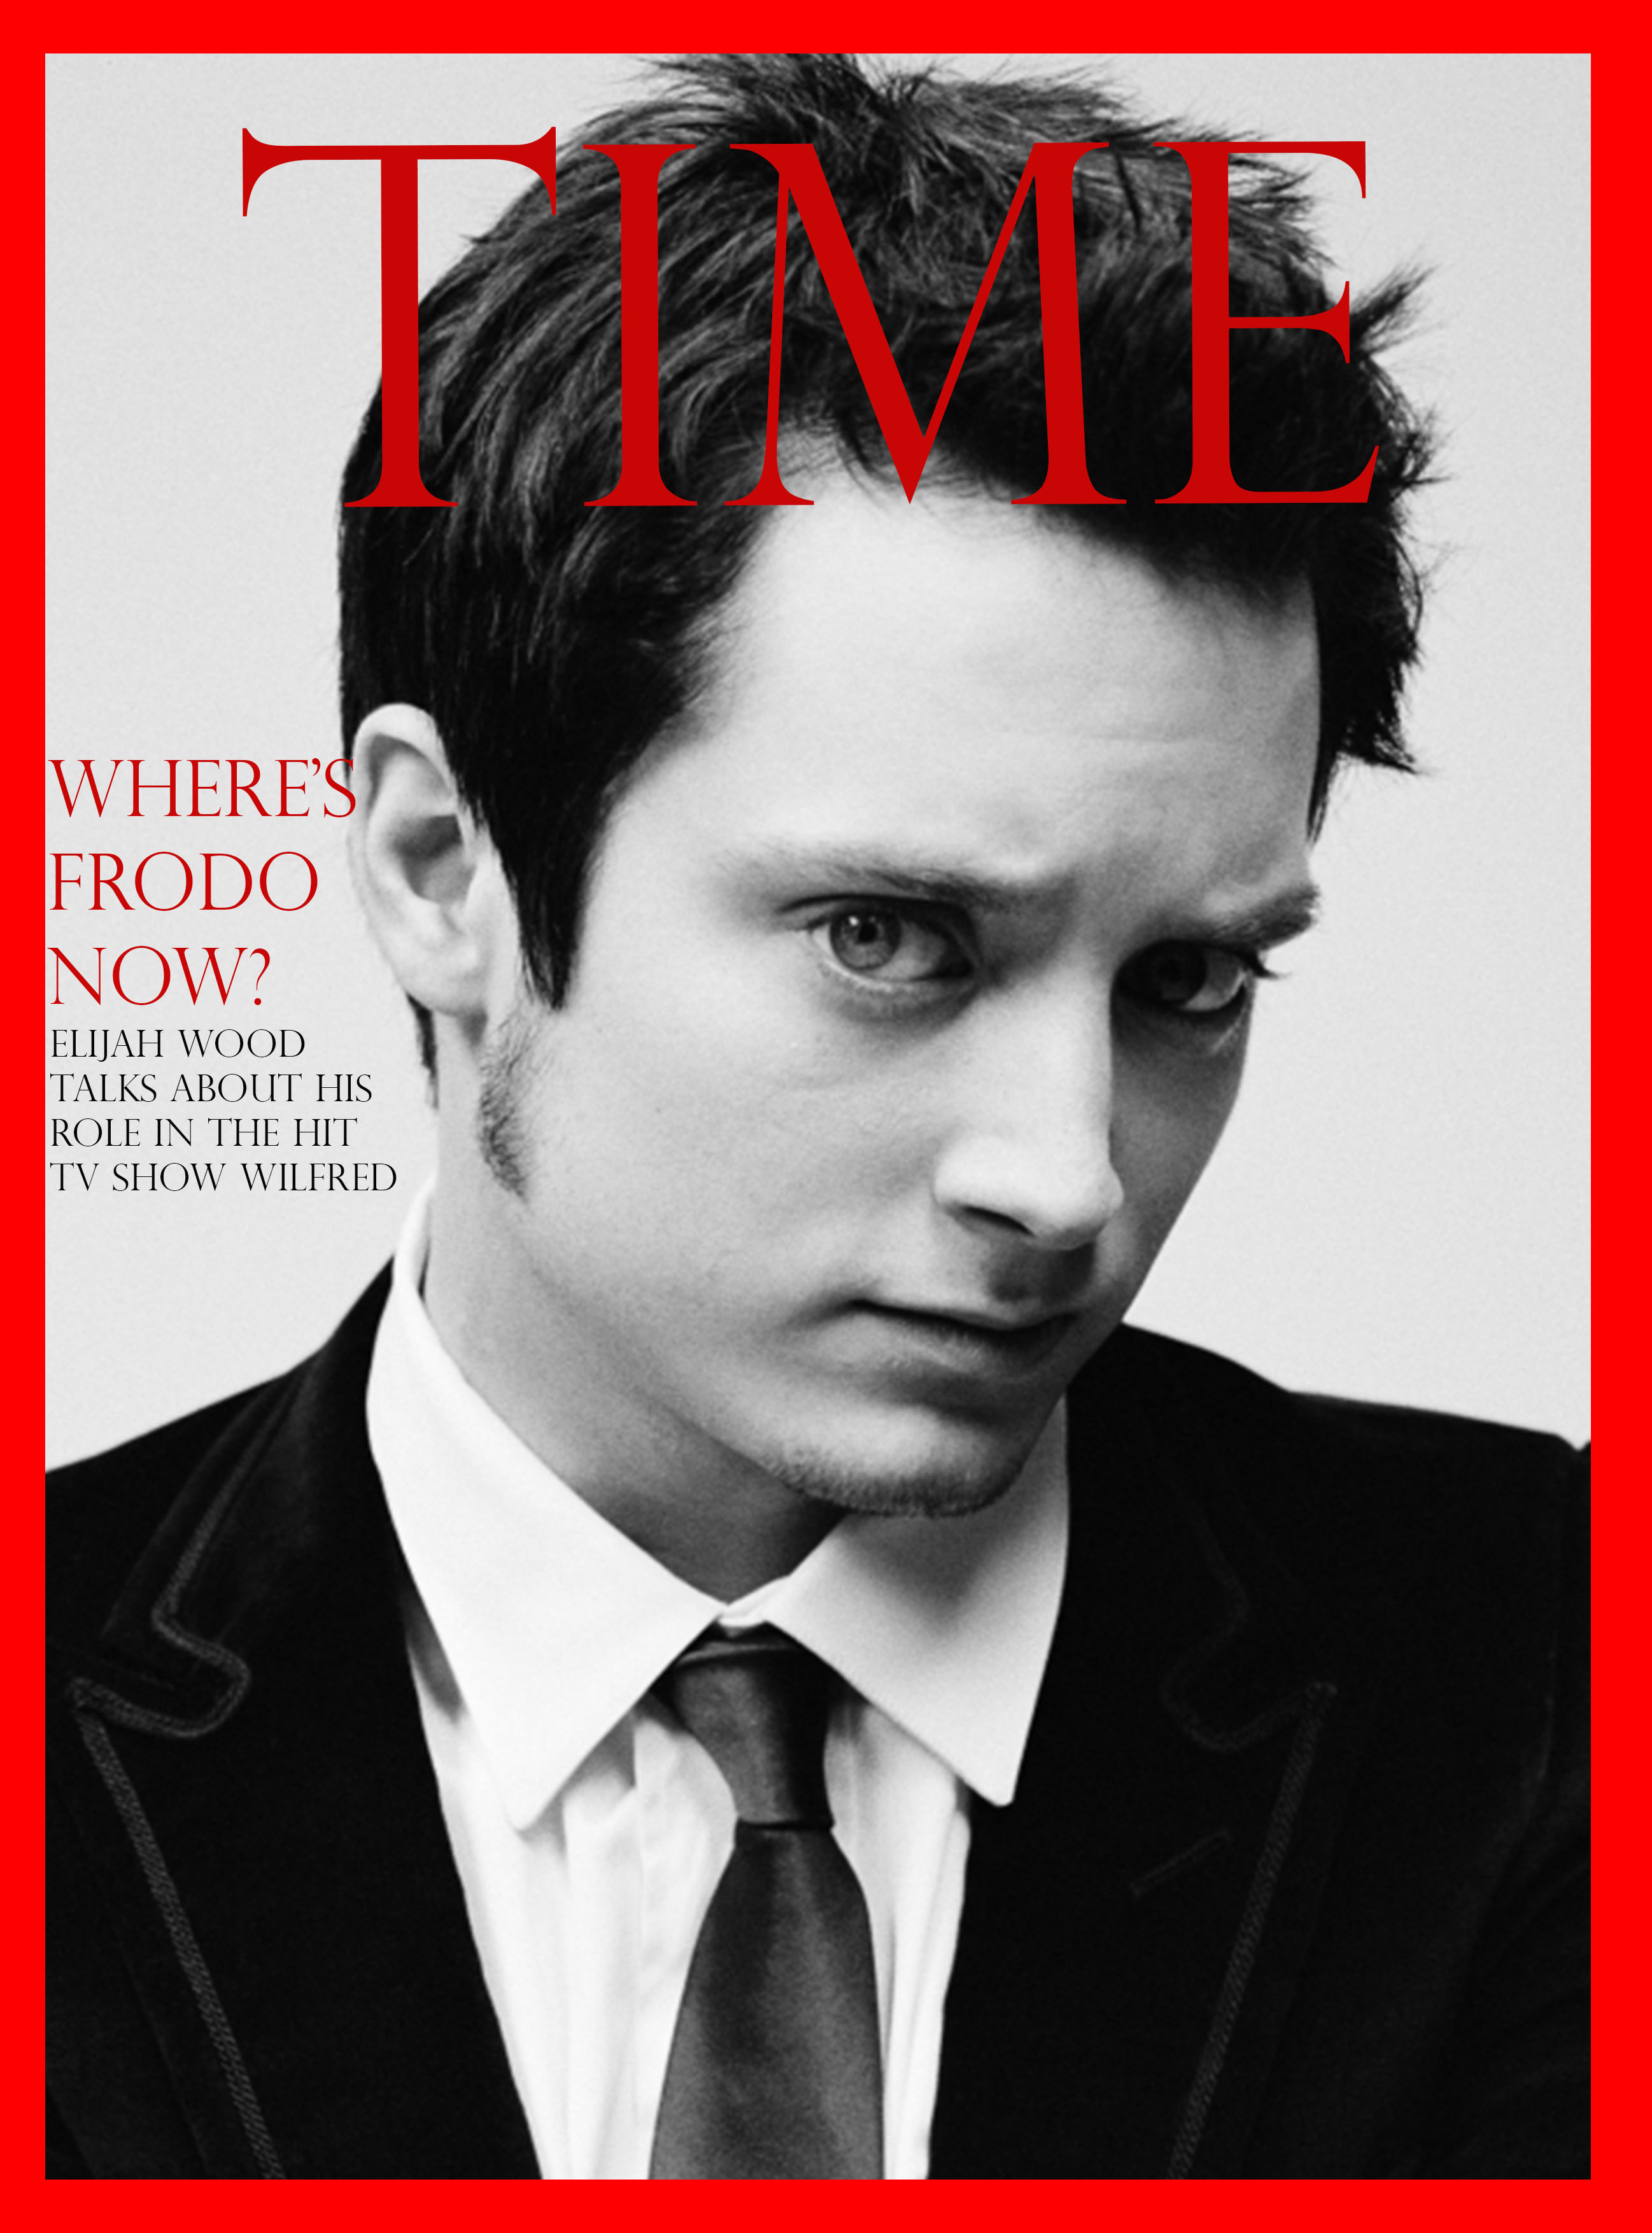 TIME
WHERE'S
FRODO
NOW?
ELIJAH WOOD
TALKS ABOUT HIS
ROLE IN THE HIT
TV SHOW WILFRED